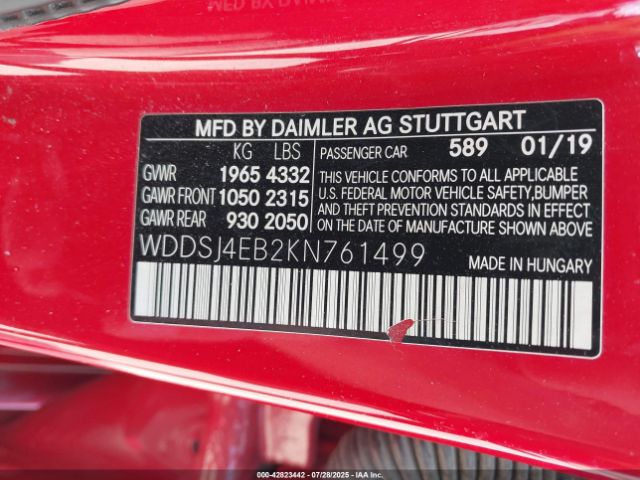 MFD BY DAIMLER AG STUTTGART
KG LBS
GVWR 1965 4332
GAWR FRONT 1050 2315
GAWR REAR 930 2050
PASSENGER CAR 589 01/19
THIS VEHICLE CONFORMS TO ALL APPLICABLE
U.S. FEDERAL MOTOR VEHICLE SAFETY,BUMPER
AND THEFT PREVENTION STANDARDS IN EFFECT
ON THE DATE OF MANUFACTURE SHOWN ABOVE
WDDSJ4EB2KN761499
MADE IN HUNGARY
000-42823442 - 07/28/2025 - IAA Inc.